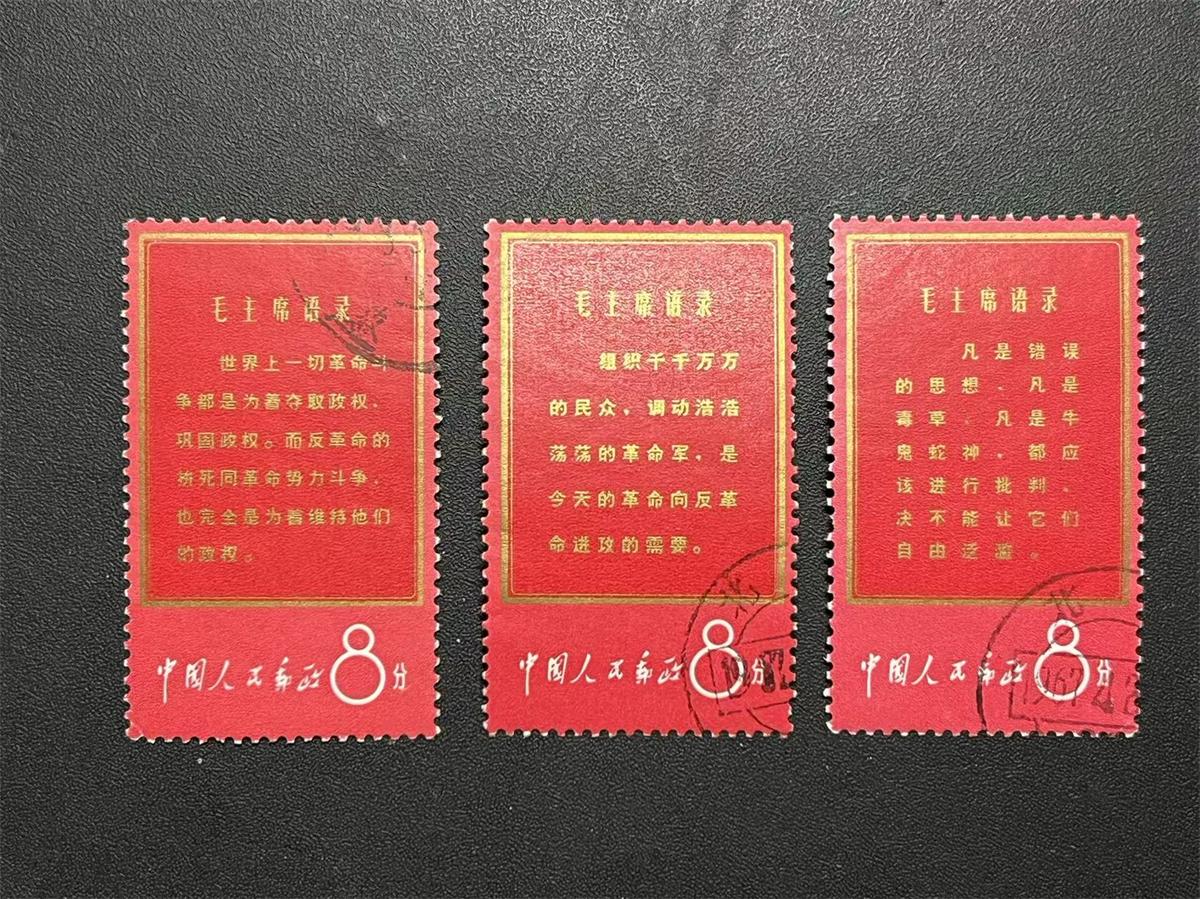 毛主席语录
世界上一切革命斗
争都是为着夺取政权，
巩固政权。而反革命的
拚死同革命势力斗争，
也完全是为着维持他们
的政权。
中国人民邮政8分
毛主席语录
组织千千万万
的民众，调动浩浩
荡荡的革命军，是
今天的革命向反革
命进攻的需要。
中国人民邮政8分
北
毛主席语录
凡是错误
的思想，凡是
毒草，凡是牛
鬼蛇神，都应
该进行批判，
决不能让它们
自由泛滥。
中国人民邮政8分
北